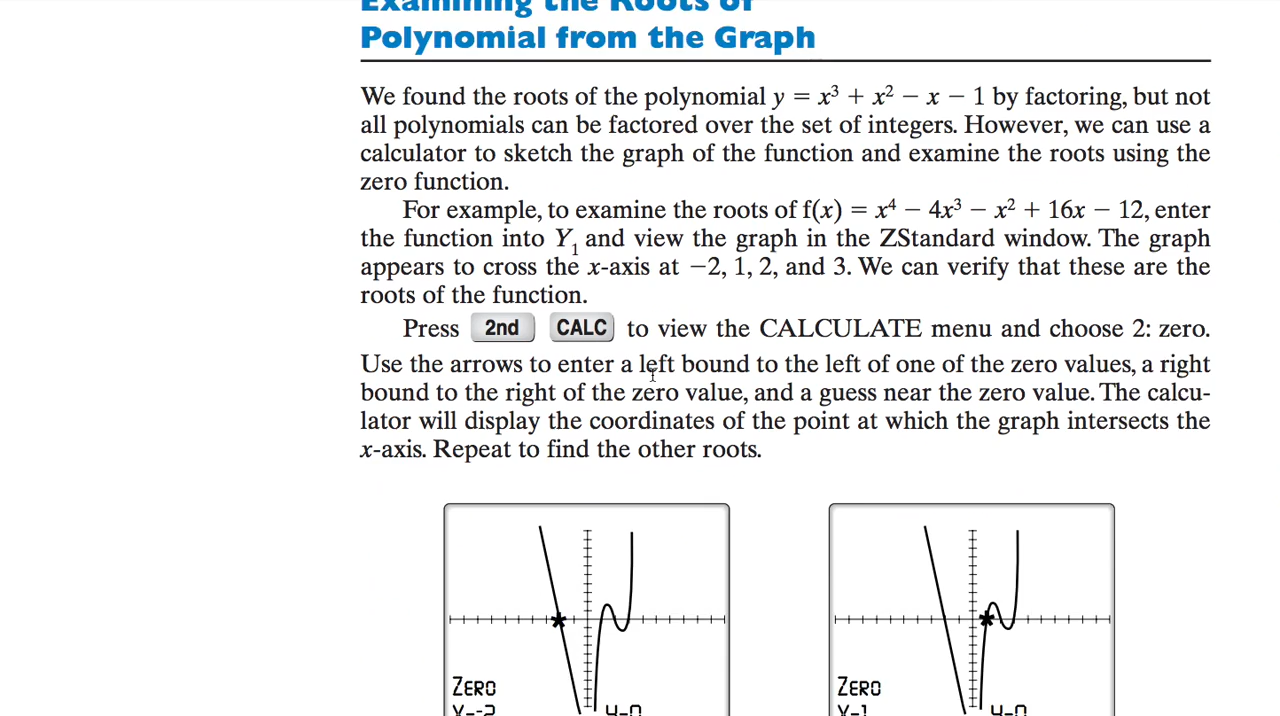 Examining the Roots of
Polynomial from the Graph
We found the roots of the polynomial y = x³ + x² − x − 1 by factoring, but not
all polynomials can be factored over the set of integers. However, we can use a
calculator to sketch the graph of the function and examine the roots using the
zero function.
For example, to examine the roots of f(x) = x⁴ − 4x³ − x² + 16x − 12, enter
the function into Y₁ and view the graph in the ZStandard window. The graph
appears to cross the x-axis at −2, 1, 2, and 3. We can verify that these are the
roots of the function.
Press 2nd CALC to view the CALCULATE menu and choose 2: zero.
Use the arrows to enter a left bound to the left of one of the zero values, a right
bound to the right of the zero value, and a guess near the zero value. The calcu-
lator will display the coordinates of the point at which the graph intersects the
x-axis. Repeat to find the other roots.
ZERO
X=-2 Y=0
ZERO
X=1 Y=0